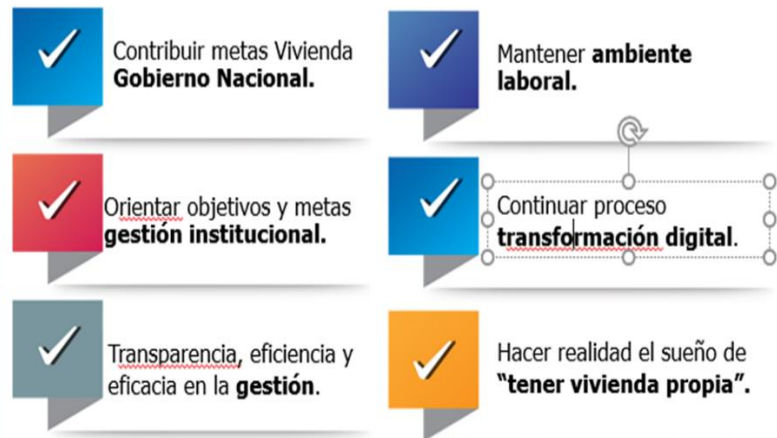 Contribuir metas Vivienda
Gobierno Nacional.
Orientar objetivos y metas
gestión institucional.
Transparencia, eficiencia y
eficacia en la gestión.
Mantener ambiente
laboral.
Continuar proceso
transformación digital.
Hacer realidad el sueño de
“tener vivienda propia”.